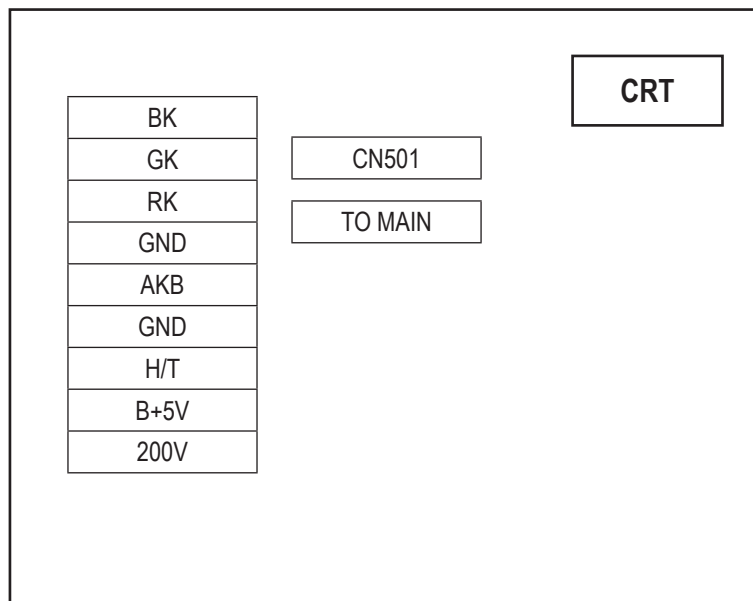 CRT
BK
GK
RK
GND
AKB
GND
H/T
B+5V
200V
CN501
TO MAIN